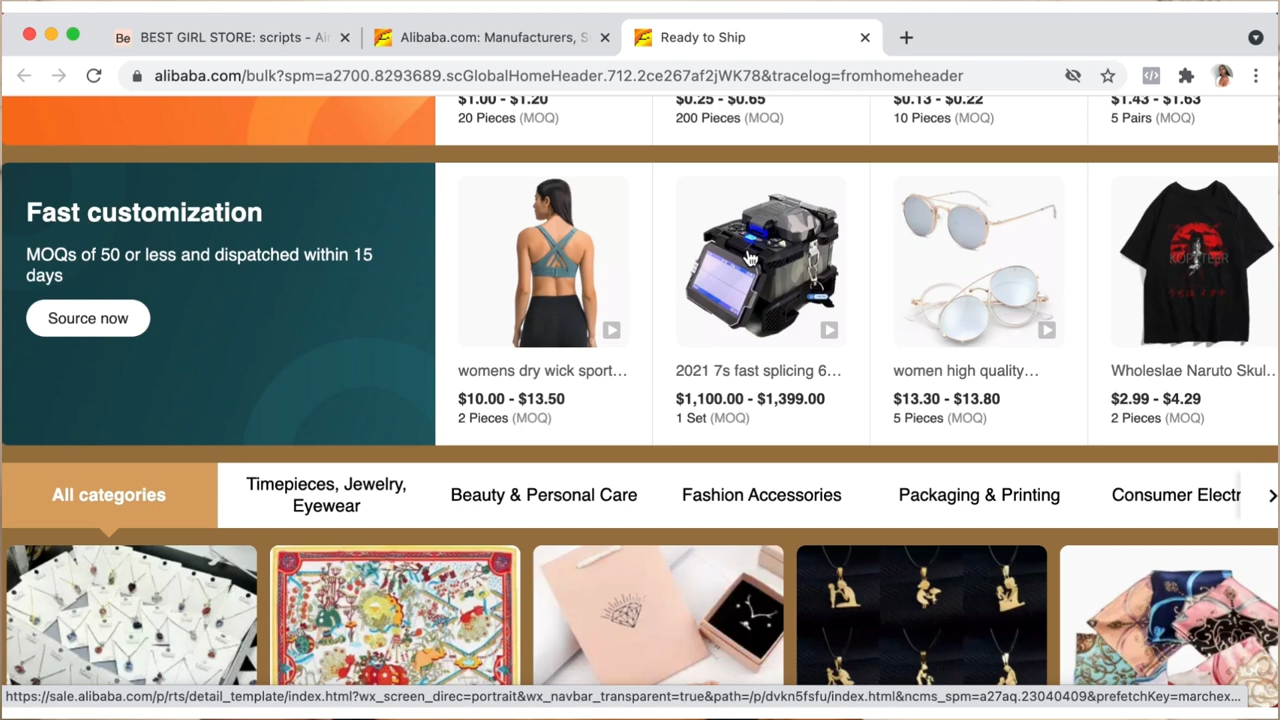 Be BEST GIRL STORE: scripts - Air
Alibaba.com: Manufacturers, S
Ready to Ship
alibaba.com/bulk?spm=a2700.8293689.scGlobalHomeHeader.712.2ce267af2jWK78&tracelog=fromhomeheader
$1.00 - $1.20
$0.25 - $0.65
$0.13 - $0.22
$1.43 - $1.63
20 Pieces (MOQ)
200 Pieces (MOQ)
10 Pieces (MOQ)
5 Pairs (MOQ)
Fast customization
MOQs of 50 or less and dispatched within 15
days
Source now
womens dry wick sport...
$10.00 - $13.50
2 Pieces (MOQ)
2021 7s fast splicing 6...
$1,100.00 - $1,399.00
1 Set (MOQ)
women high quality...
$13.30 - $13.80
5 Pieces (MOQ)
Wholeslae Naruto Skul...
$2.99 - $4.29
2 Pieces (MOQ)
All categories
Timepieces, Jewelry,
Eyewear
Beauty & Personal Care
Fashion Accessories
Packaging & Printing
Consumer Electr
https://sale.alibaba.com/p/rts/detail_template/index.html?wx_screen_direc=portrait&wx_navbar_transparent=true&path=/p/dvkn5fsfu/index.html&ncms_spm=a27aq.23040409&prefetchKey=marchex...